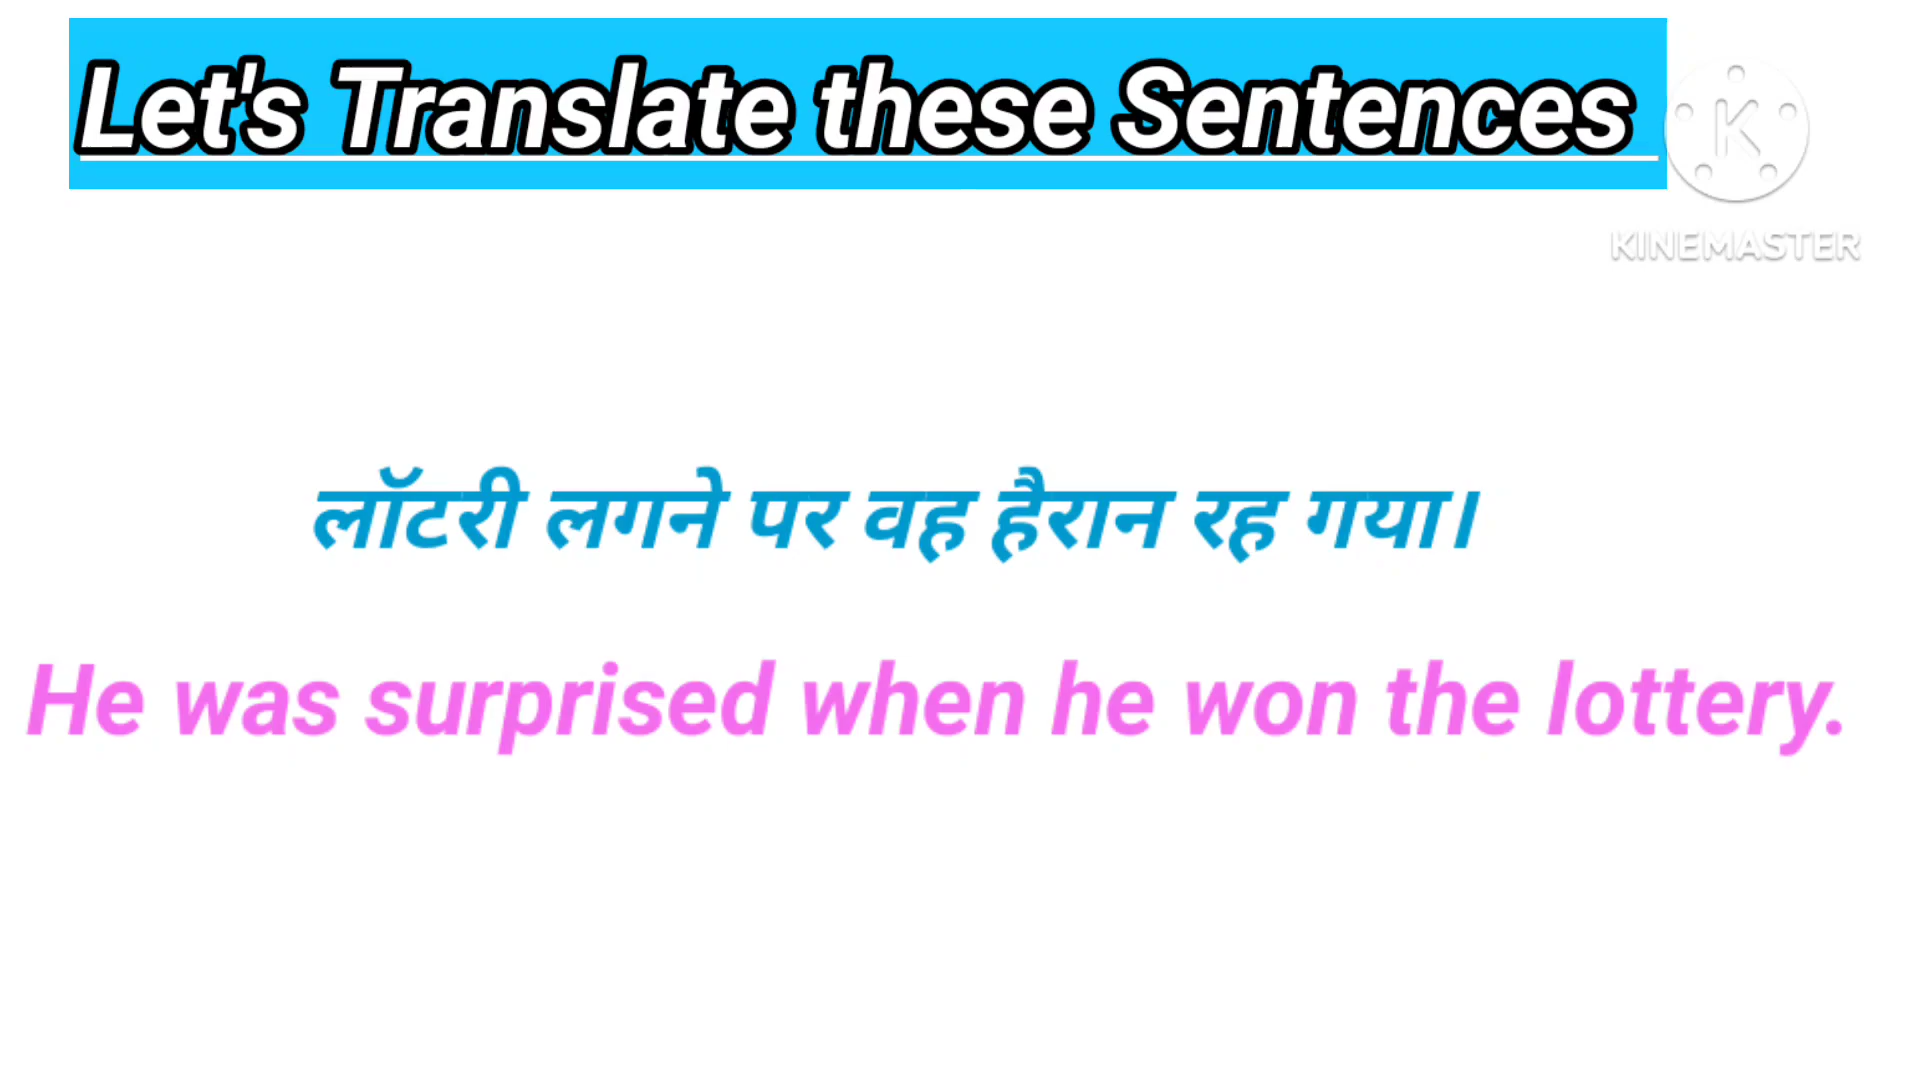 Let's Translate these Sentences
K
KINEMASTER
लॉटरी लगने पर वह हैरान रह गया।
He was surprised when he won the lottery.